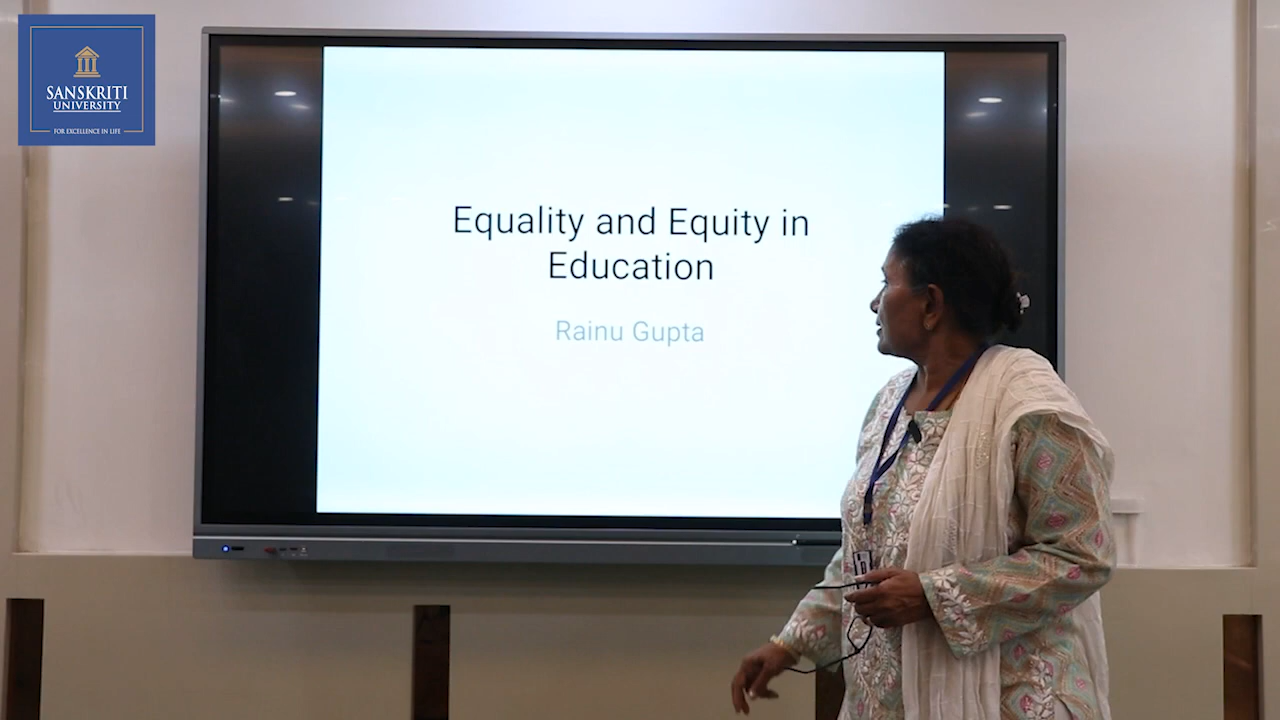 SANSKRITI
UNIVERSITY
FOR EXCELLENCE IN LIFE
Equality and Equity in
Education
Rainu Gupta